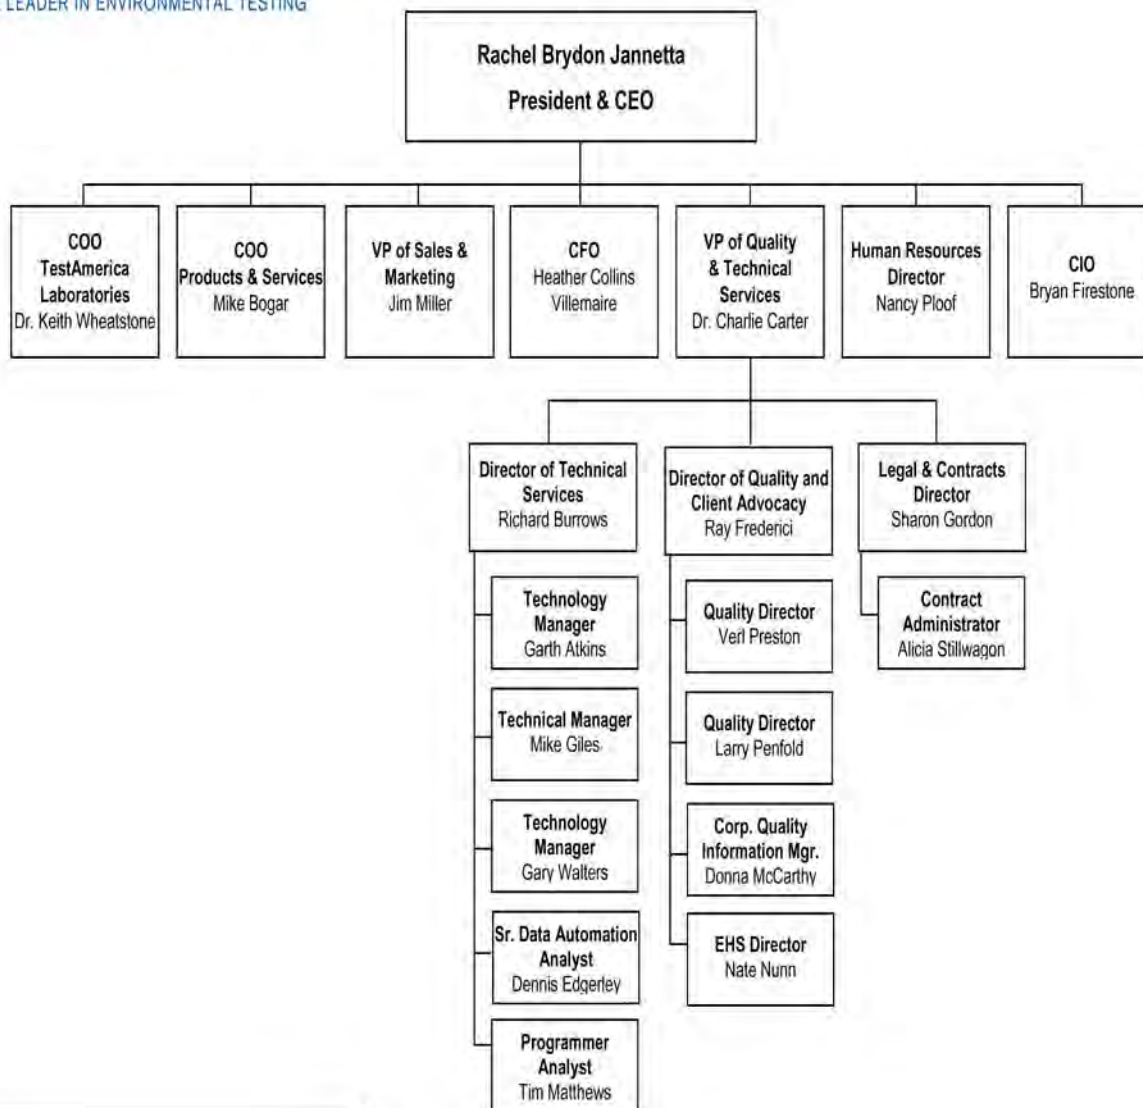 LEADER IN ENVIRONMENTAL TESTING
Rachel Brydon Jannetta
President & CEO
COO
TestAmerica
Laboratories
Dr. Keith Wheatstone
COO
Products & Services
Mike Bogar
VP of Sales &
Marketing
Jim Miller
CFO
Heather Collins
Villemaire
VP of Quality
& Technical
Services
Dr. Charlie Carter
Human Resources
Director
Nancy Ploof
CIO
Bryan Firestone
Director of Technical
Services
Richard Burrows
Technology
Manager
Garth Atkins
Technical Manager
Mike Giles
Technology
Manager
Gary Walters
Sr. Data Automation
Analyst
Dennis Edgerley
Programmer
Analyst
Tim Matthews
Director of Quality and
Client Advocacy
Ray Frederici
Quality Director
Verl Preston
Quality Director
Larry Penfold
Corp. Quality
Information Mgr.
Donna McCarthy
EHS Director
Nate Nunn
Legal & Contracts
Director
Sharon Gordon
Contract
Administrator
Alicia Stillwagon